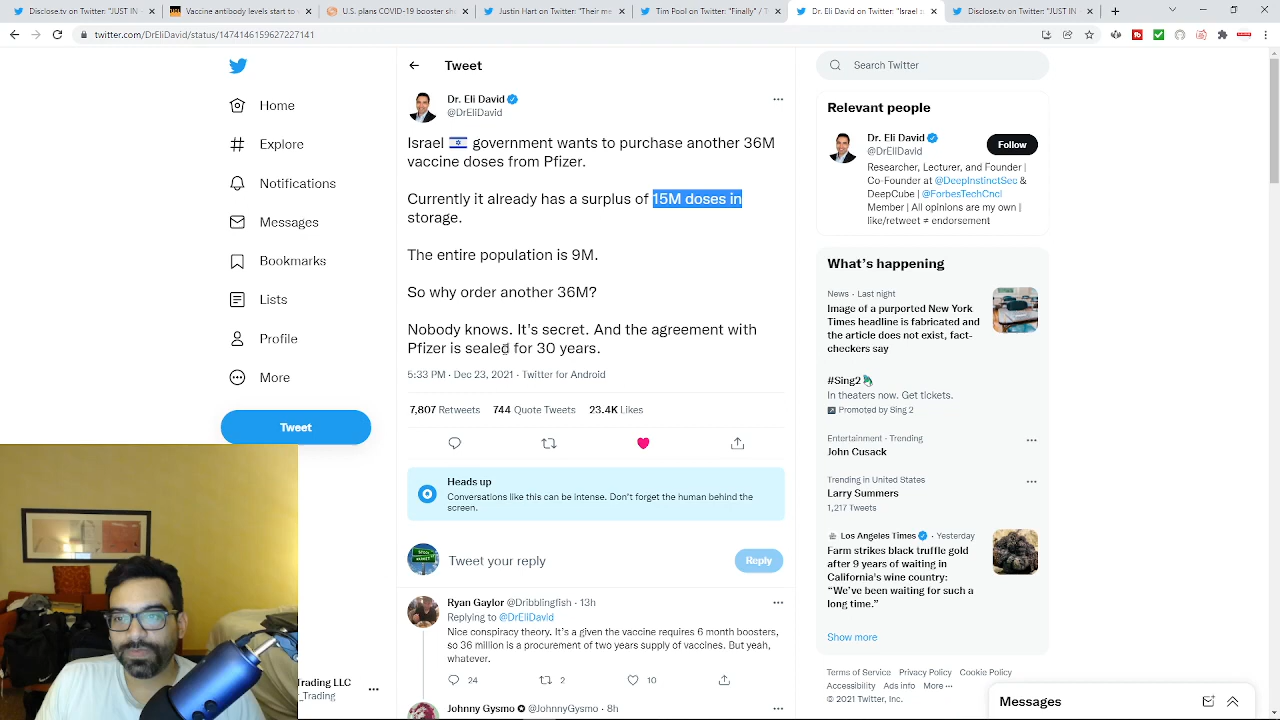 Disclose.tv on Twitter: "JUST IN
Vaccine antibody levels start to
U.S. plans COVID-19 boosters sh
Justin Hart on Twitter: "Their m
Tim Pool on Twitter: "Finally" / T
Dr. Eli David on Twitter: "Israel
Disclose.tv on Twitter: "JUST IN
twitter.com/DrEliDavid/status/1474146159627227141
Home
Explore
Notifications
Messages
Bookmarks
Lists
Profile
More
Tweet
rading LLC
_Trading
Tweet
Dr. Eli David
@DrEliDavid
Israel 🇮🇱 government wants to purchase another 36M
vaccine doses from Pfizer.
Currently it already has a surplus of 15M doses in
storage.
The entire population is 9M.
So why order another 36M?
Nobody knows. It's secret. And the agreement with
Pfizer is sealed for 30 years.
5:33 PM · Dec 23, 2021 · Twitter for Android
7,807 Retweets 744 Quote Tweets 23.4K Likes
Heads up
Conversations like this can be intense. Don't forget the human behind the
screen.
Tweet your reply
Reply
Ryan Gaylor @Dribblingfish · 13h
Replying to @DrEliDavid
Nice conspiracy theory. It's a given the vaccine requires 6 month boosters,
so 36 million is a procurement of two years supply of vaccines. But yeah,
whatever.
24 2 10
Johnny Gysmo @JohnnyGysmo · 8h
Search Twitter
Relevant people
Dr. Eli David
@DrEliDavid
Follow
Researcher, Lecturer, and Founder |
Co-Founder at @DeepInstinctSec &
DeepCube | @ForbesTechCncl
Member | All opinions are my own |
like/retweet ≠ endorsement
What's happening
News · Last night
Image of a purported New York
Times headline is fabricated and
the article does not exist, fact-
checkers say
#Sing2
In theaters now. Get tickets.
Promoted by Sing 2
Entertainment · Trending
John Cusack
Trending in United States
Larry Summers
1,217 Tweets
Los Angeles Times · Yesterday
Farm strikes black truffle gold
after 9 years of waiting in
California's wine country:
“We've been waiting for such a
long time.”
Show more
Terms of Service Privacy Policy Cookie Policy
Accessibility Ads info More ···
© 2021 Twitter, Inc.
Messages